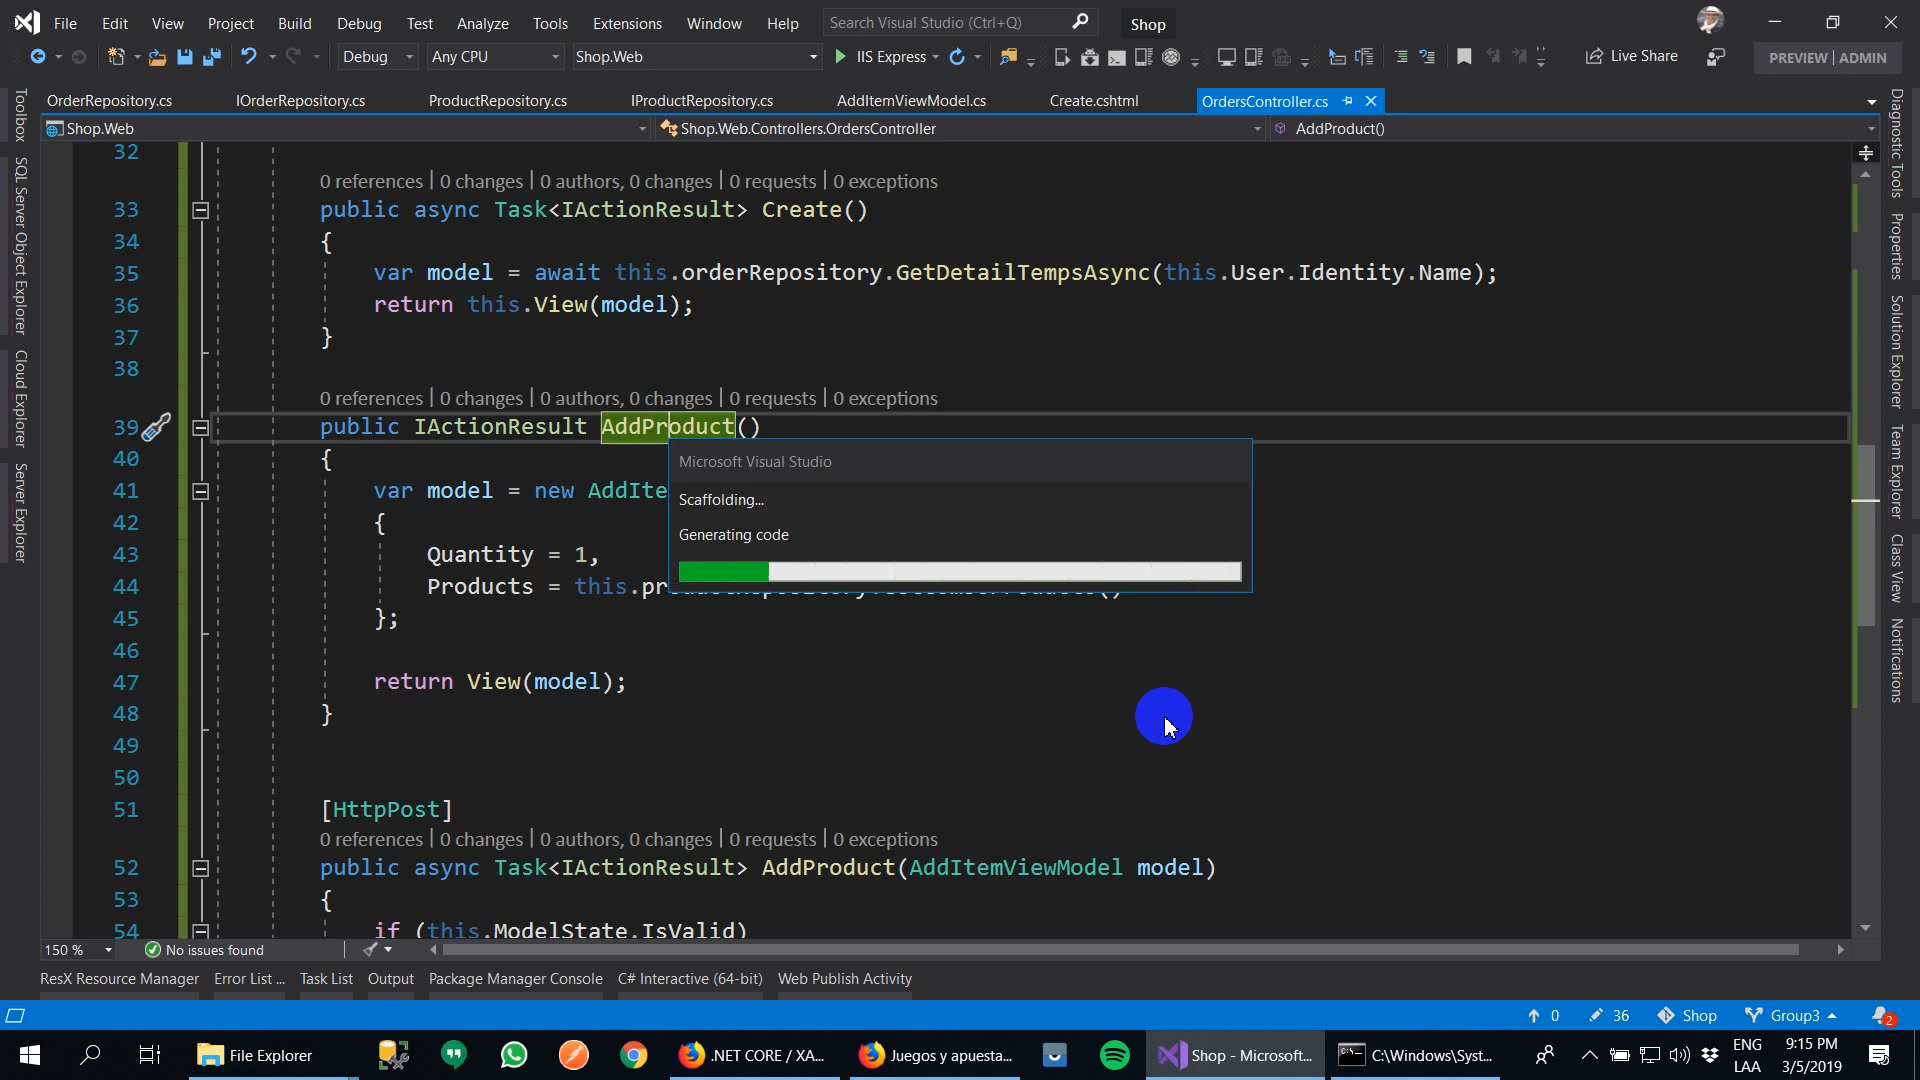 File Edit View Project Build Debug Test Analyze Tools Extensions Window Help Search Visual Studio (Ctrl+Q) Shop
Debug Any CPU Shop.Web IIS Express Live Share PREVIEW | ADMIN
OrderRepository.cs IOrderRepository.cs ProductRepository.cs IProductRepository.cs AddItemViewModel.cs Create.cshtml OrdersController.cs
Shop.Web Shop.Web.Controllers.OrdersController AddProduct()
Toolbox
SQL Server Object Explorer
Cloud Explorer
Server Explorer
32
0 references | 0 changes | 0 authors, 0 changes | 0 requests | 0 exceptions
33 public async Task<IActionResult> Create()
34 {
35 var model = await this.orderRepository.GetDetailTempsAsync(this.User.Identity.Name);
36 return this.View(model);
37 }
38
0 references | 0 changes | 0 authors, 0 changes | 0 requests | 0 exceptions
39 public IActionResult AddProduct()
40 {
41 var model = new AddIte
42 {
43 Quantity = 1,
44 Products = this.pr
45 };
46
47 return View(model);
48 }
49
50
51 [HttpPost]
0 references | 0 changes | 0 authors, 0 changes | 0 requests | 0 exceptions
52 public async Task<IActionResult> AddProduct(AddItemViewModel model)
53 {
54 if (this.ModelState.IsValid)
Microsoft Visual Studio
Scaffolding...
Generating code
Diagnostic Tools
Properties
Solution Explorer
Team Explorer
Class View
Notifications
150 % No issues found
ResX Resource Manager Error List ... Task List Output Package Manager Console C# Interactive (64-bit) Web Publish Activity
0 36 Shop Group3 2
File Explorer .NET CORE / XA... Juegos y apuesta... Shop - Microsoft... C:\Windows\Syst... ENG 9:15 PM
LAA 3/5/2019